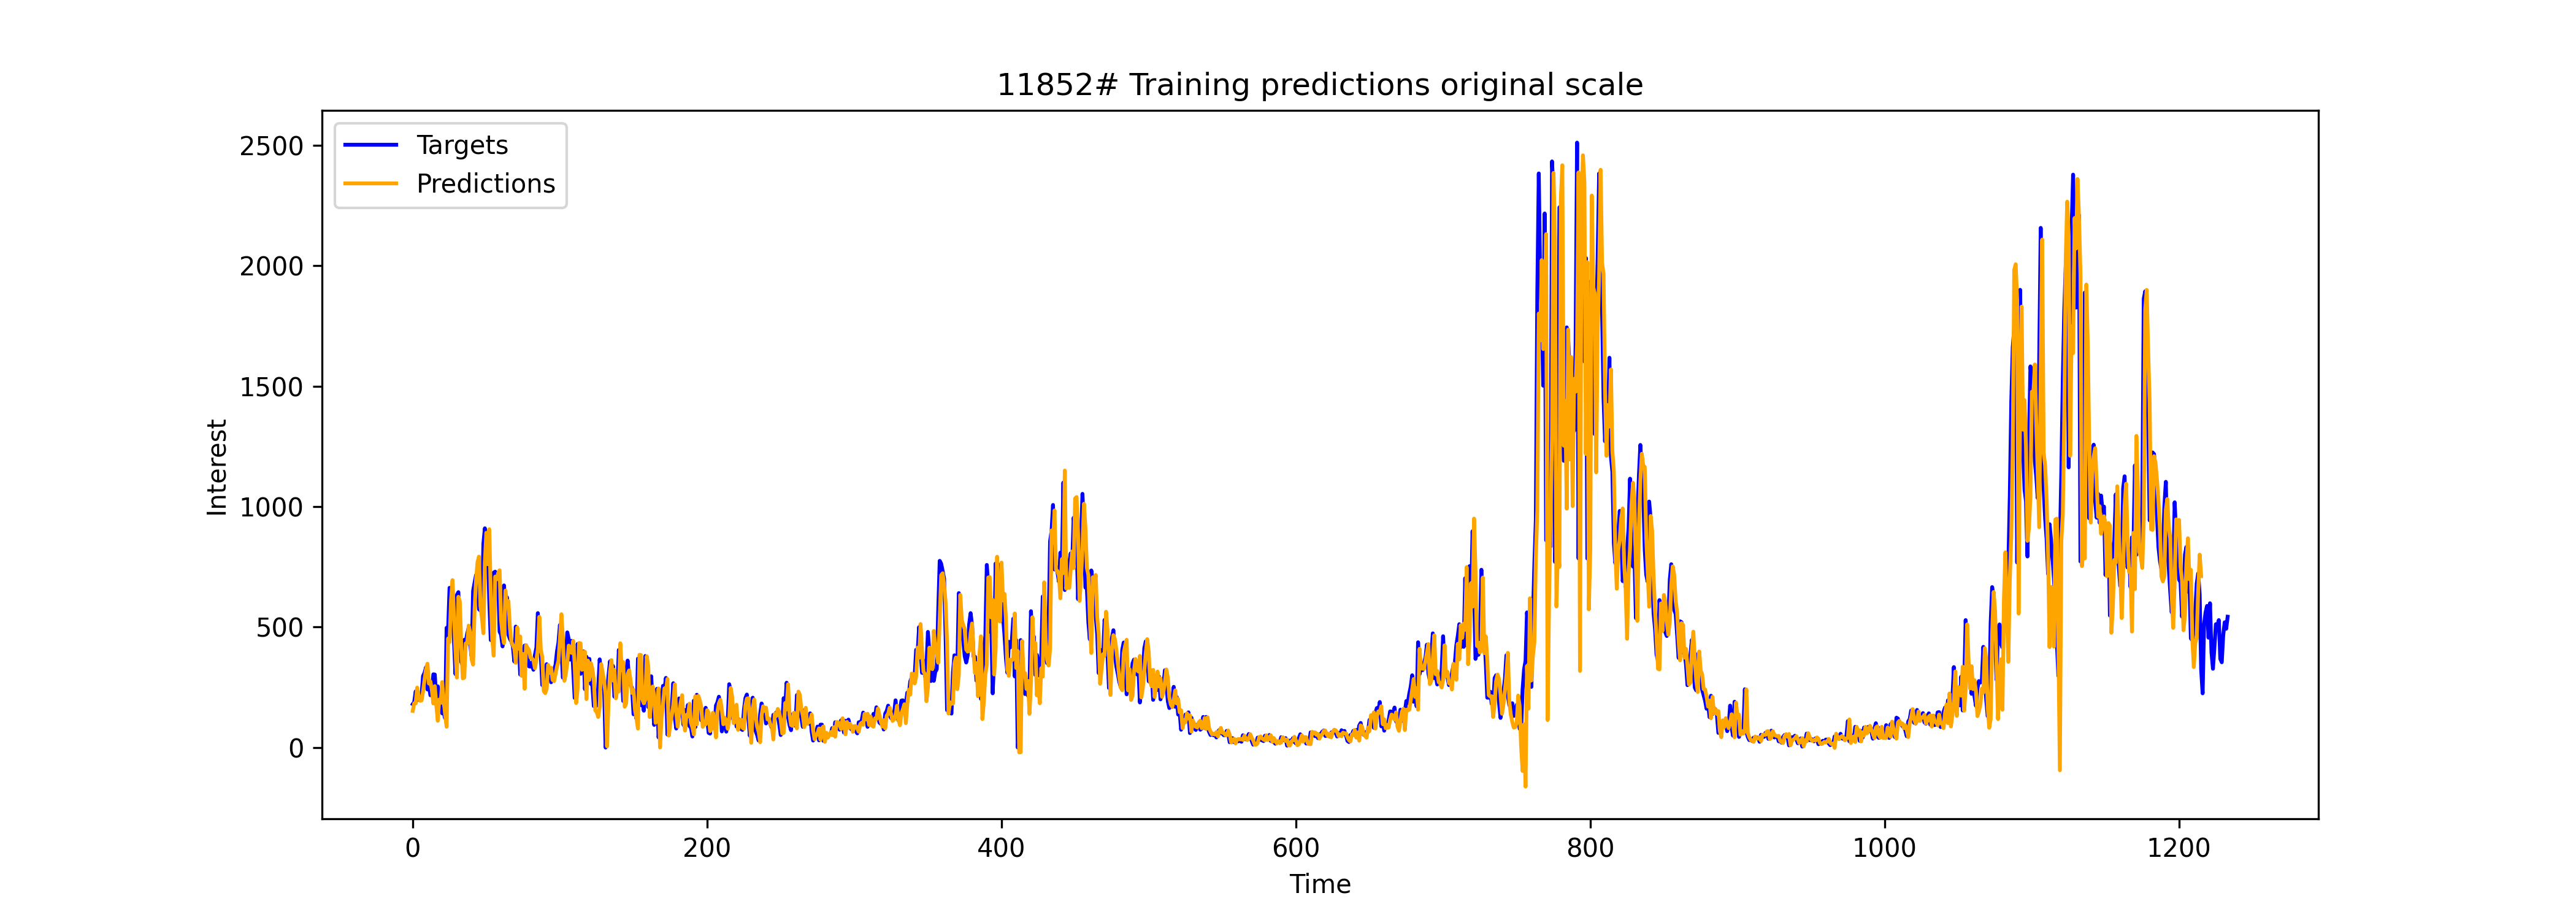 11852# Training predictions original scale
Targets
Predictions
Interest
2500
2000
1500
1000
500
0
0 200 400 600 800 1000 1200
Time